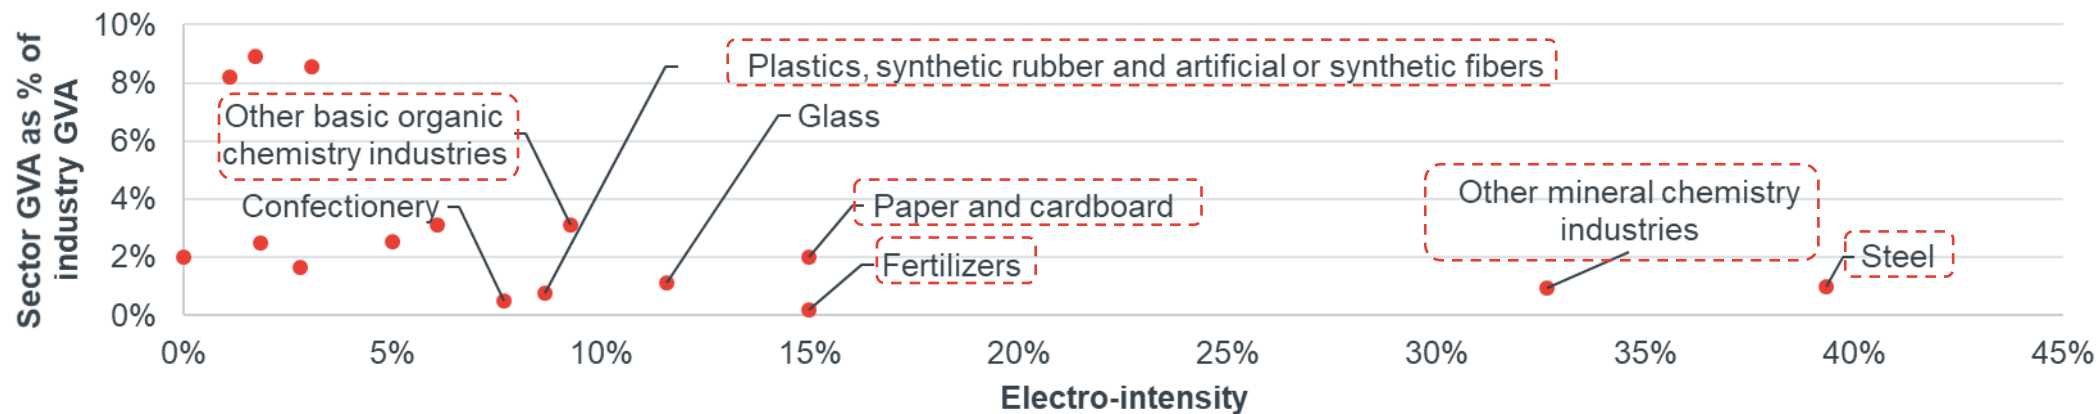 Sector GVA as % of
industry GVA
10%
8%
6%
4%
2%
0%
Plastics, synthetic rubber and artificial or synthetic fibers
Other basic organic
chemistry industries
Glass
Confectionery
Paper and cardboard
Fertilizers
Other mineral chemistry
industries
Steel
0%
5%
10%
15%
20%
25%
30%
35%
40%
45%
Electro-intensity